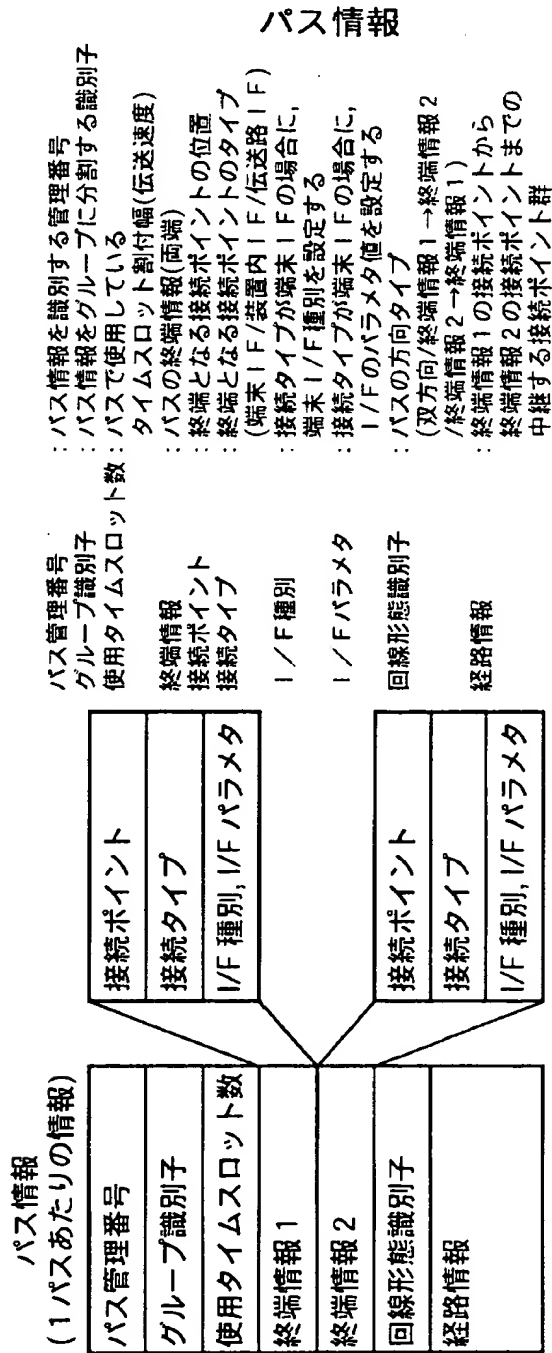 パス情報
パス情報
(1パスあたりの情報)
パス管理番号
グループ識別子
使用タイムスロット数
終端情報1
終端情報2
回線形態識別子
経路情報
接続ポイント
接続タイプ
I/F 種別, I/F パラメタ
接続ポイント
接続タイプ
I/F 種別, I/F パラメタ
パス管理番号 : パス情報を識別する管理番号
グループ識別子 : パス情報をグループに分割する識別子
使用タイムスロット数 : パスで使用している
タイムスロット割付幅(伝送速度)
終端情報 : パスの終端情報(両端)
接続ポイント : 終端となる接続ポイントの位置
接続タイプ : 終端となる接続ポイントのタイプ
(端末IF/装置内IF/伝送路IF)
I/F種別 : 接続タイプが端末IFの場合に,
端末I/F種別を設定する
I/Fパラメタ : 接続タイプが端末IFの場合に,
I/Fのパラメタ値を設定する
回線形態識別子 : パスの方向タイプ
(双方向/終端情報1→終端情報2
/終端情報2→終端情報1)
経路情報 : 終端情報1の接続ポイントから
終端情報2の接続ポイントまでの
中継する接続ポイント群